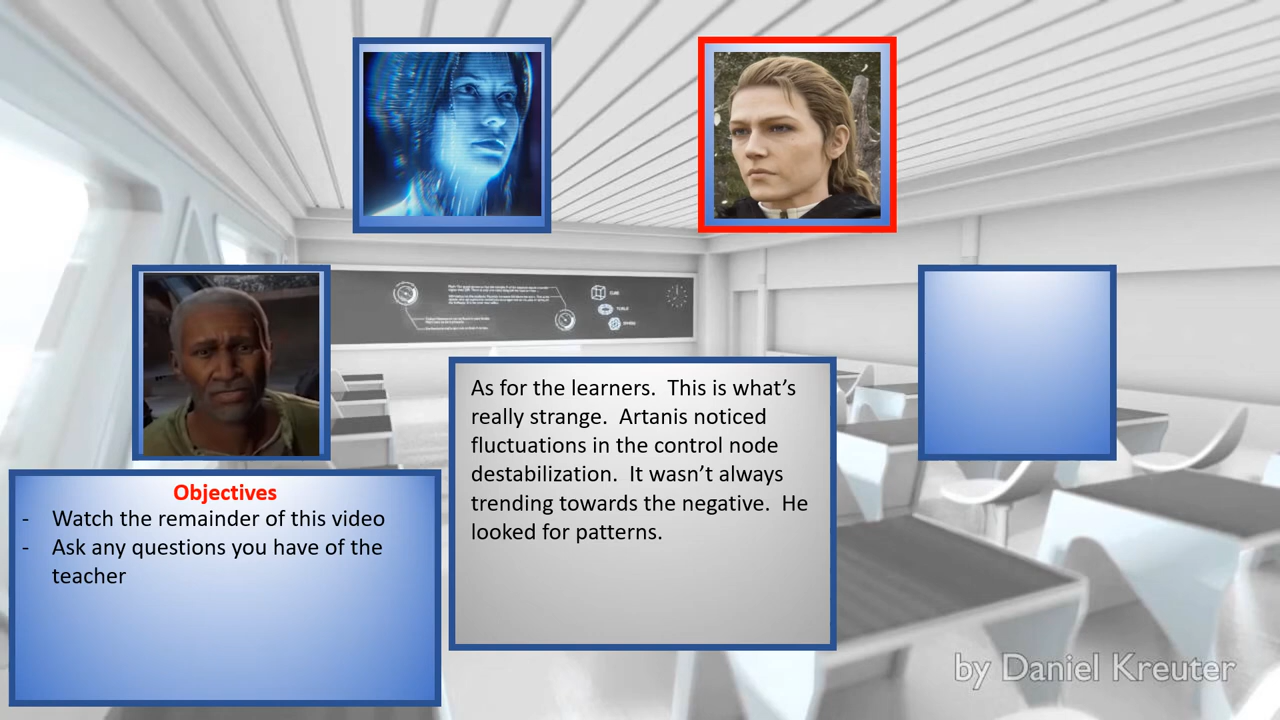 As for the learners. This is what's
really strange. Artanis noticed
fluctuations in the control node
destabilization. It wasn't always
trending towards the negative. He
looked for patterns.
Objectives
- Watch the remainder of this video
- Ask any questions you have of the
teacher
by Daniel Kreuter